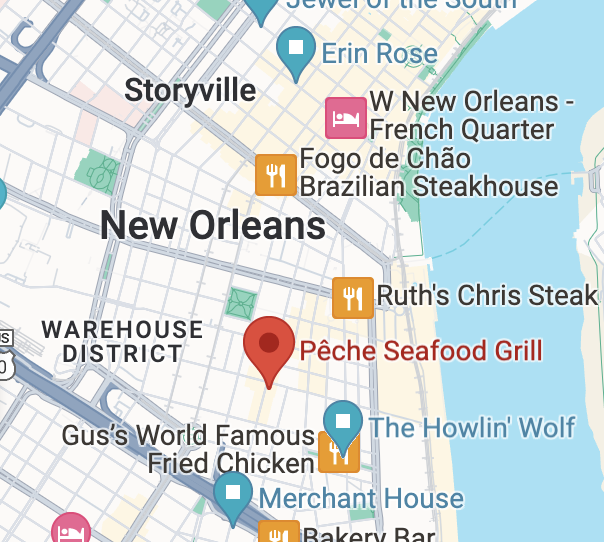 Jewel of the South
Erin Rose
Storyville
W New Orleans -
French Quarter
Fogo de Chão
Brazilian Steakhouse
New Orleans
Ruth's Chris Steak
WAREHOUSE
DISTRICT
Pêche Seafood Grill
The Howlin' Wolf
Gus's World Famous
Fried Chicken
Merchant House
Bakery Bar